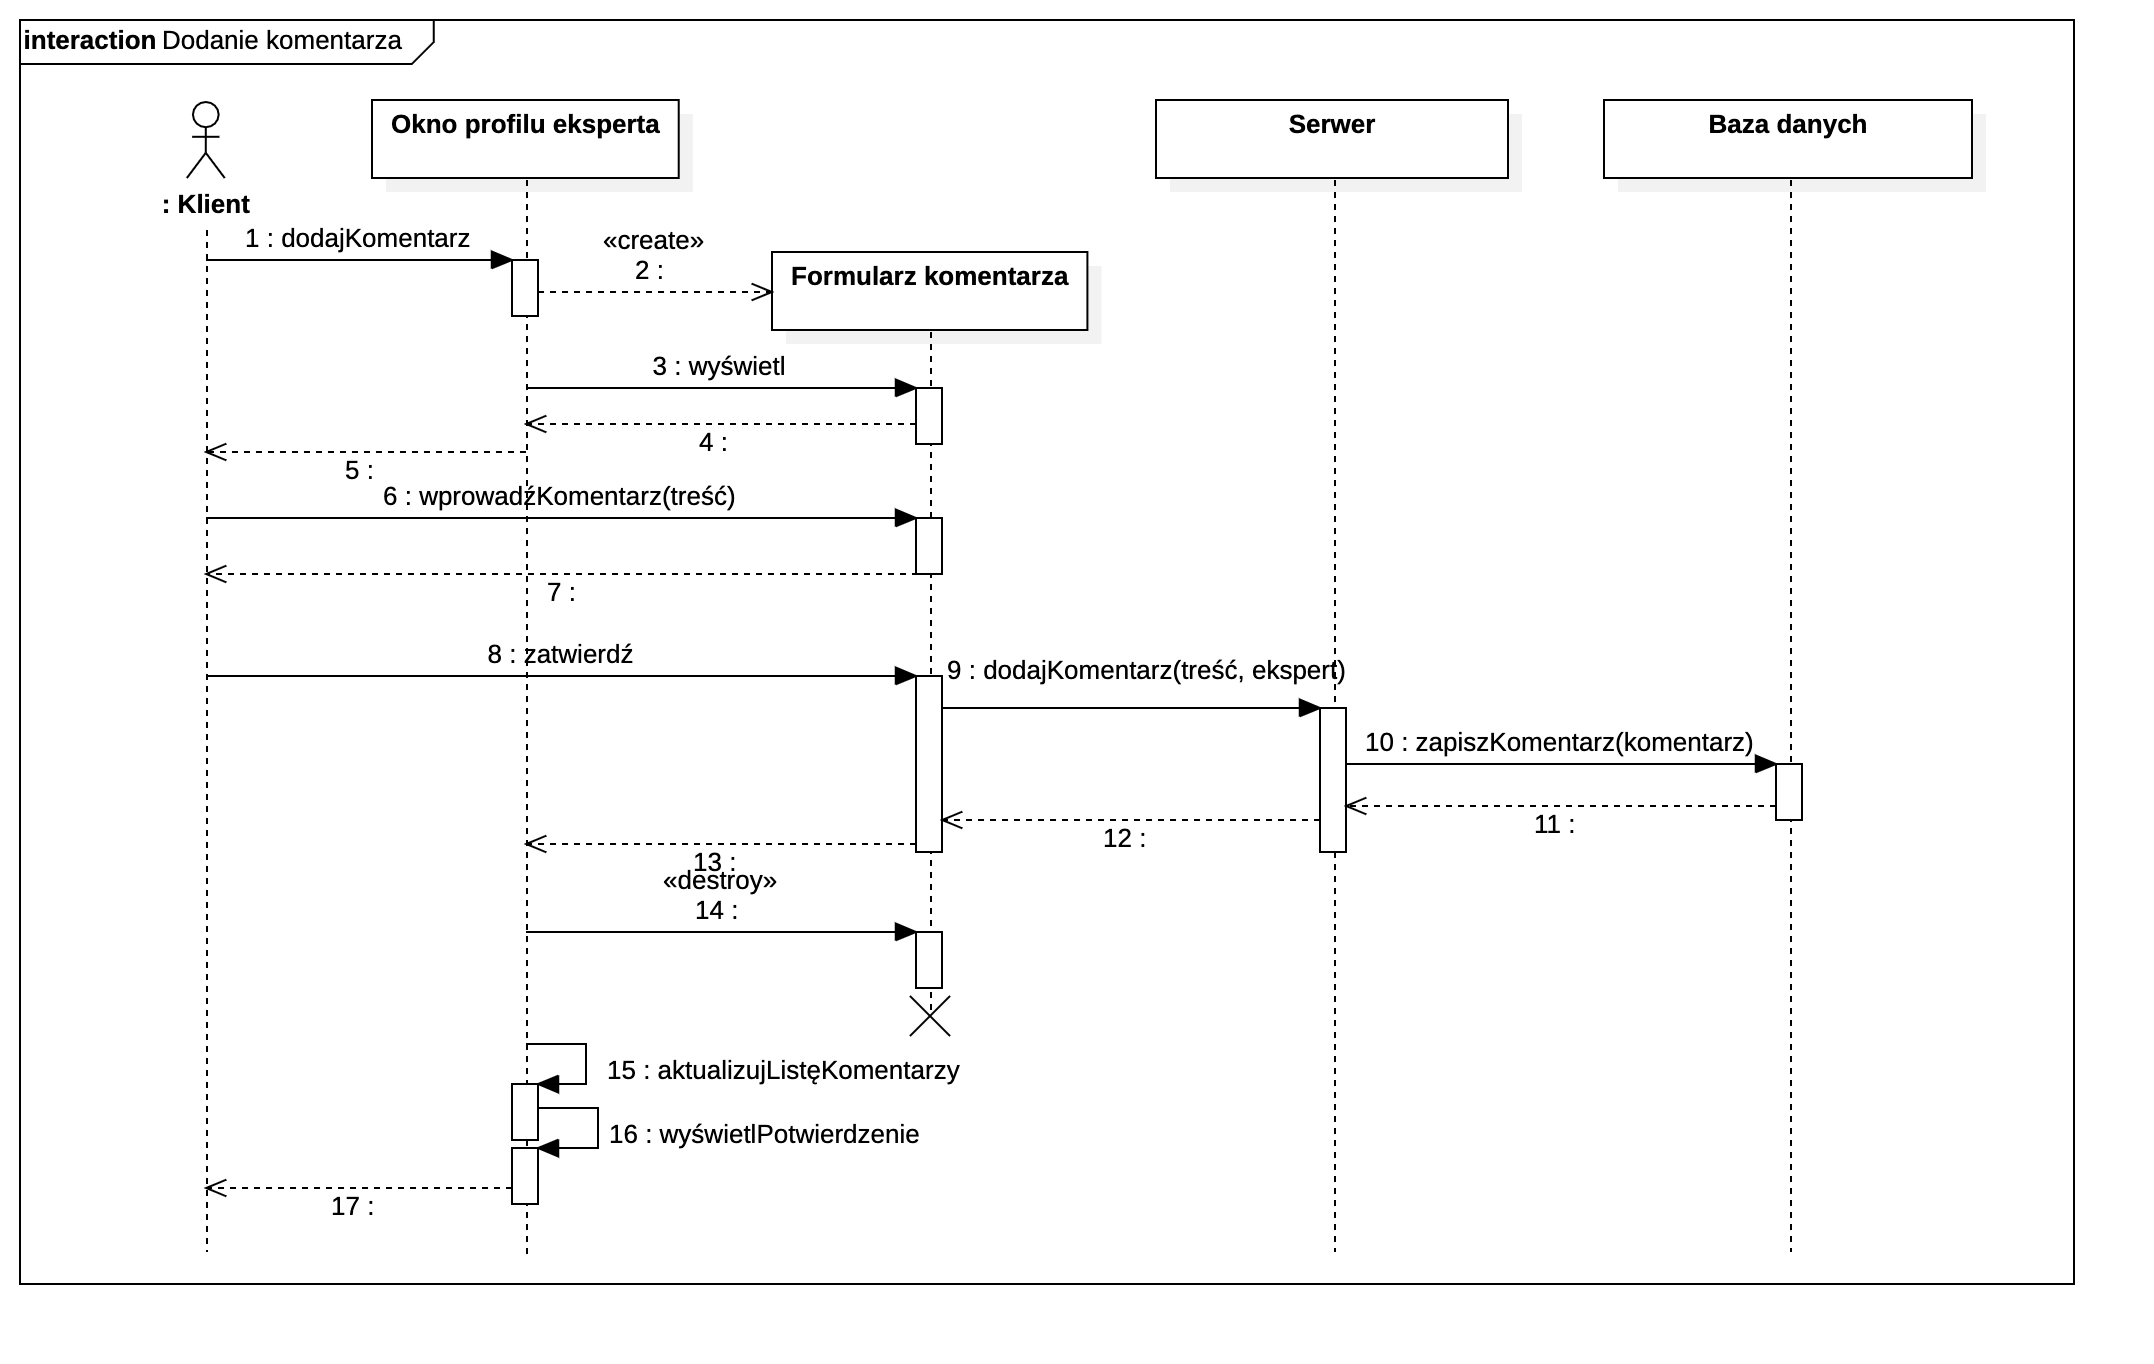 interaction Dodanie komentarza
Okno profilu eksperta
Serwer
Baza danych
: Klient
1 : dodajKomentarz
«create»
2 :
Formularz komentarza
3 : wyświetl
4 :
5 :
6 : wprowadźKomentarz(treść)
7 :
8 : zatwierdź
9 : dodajKomentarz(treść, ekspert)
10 : zapiszKomentarz(komentarz)
11 :
12 :
13 :
«destroy»
14 :
15 : aktualizujListęKomentarzy
16 : wyświetlPotwierdzenie
17 :